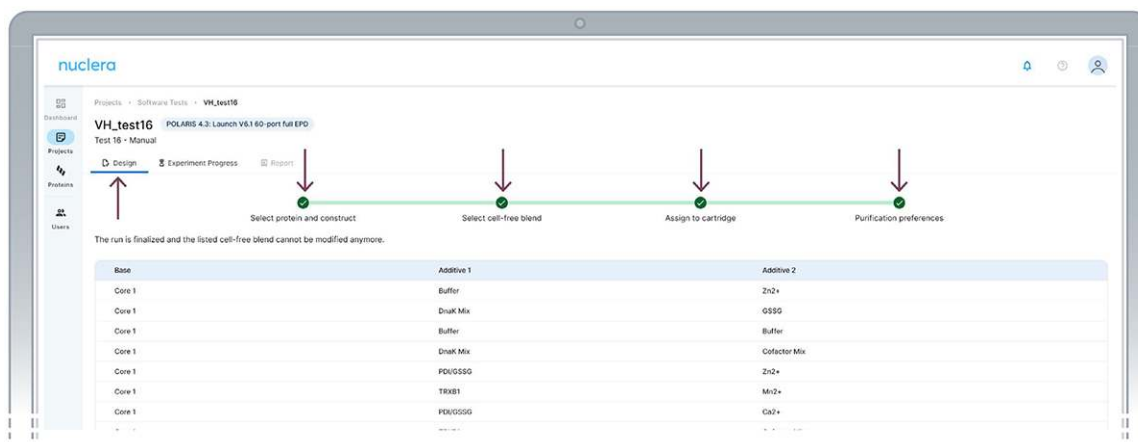 nuclera
Dashboard
Projects
Proteins
Users
Projects › Software Tests › VH_test16
VH_test16 POLARIS 4.3: Launch V6.1 60-port full EPD
Test 16 • Manual
Design Experiment Progress Report
Select protein and construct Select cell-free blend Assign to cartridge Purification preferences
The run is finalized and the listed cell-free blend cannot be modified anymore.
Base Additive 1 Additive 2
Core 1 Buffer Zn2+
Core 1 DnaK Mix GSSG
Core 1 Buffer Buffer
Core 1 DnaK Mix Cofactor Mix
Core 1 PDI/GSSG Zn2+
Core 1 TRXB1 Mn2+
Core 1 PDI/GSSG Ca2+